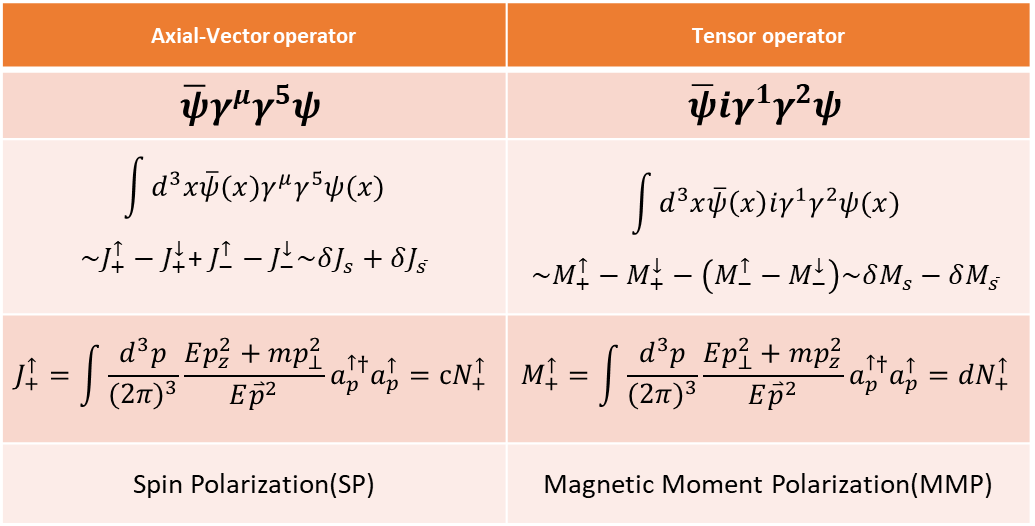 Axial-Vector operator
Tensor operator
ψ̅γ^μγ^5ψ
ψ̅iγ^1γ^2ψ
∫ d^3xψ̅(x)γ^μγ^5ψ(x)
~J_+^↑ − J_+^↓+ J_−^↑ − J_−^↓~δJ_s + δJ_s̄
∫ d^3xψ̅(x)iγ^1γ^2ψ(x)
~M_+^↑ − M_+^↓ − (M_−^↑ − M_−^↓)~δM_s − δM_s̄
J_+^↑ = ∫ d^3p/(2π)^3 (Ep_z^2 + mp_⊥^2)/(Ep⃗^2) a_p^↑† a_p^↑ = cN_+^↑
M_+^↑ = ∫ d^3p/(2π)^3 (Ep_⊥^2 + mp_z^2)/(Ep⃗^2) a_p^↑† a_p^↑ = dN_+^↑
Spin Polarization(SP)
Magnetic Moment Polarization(MMP)